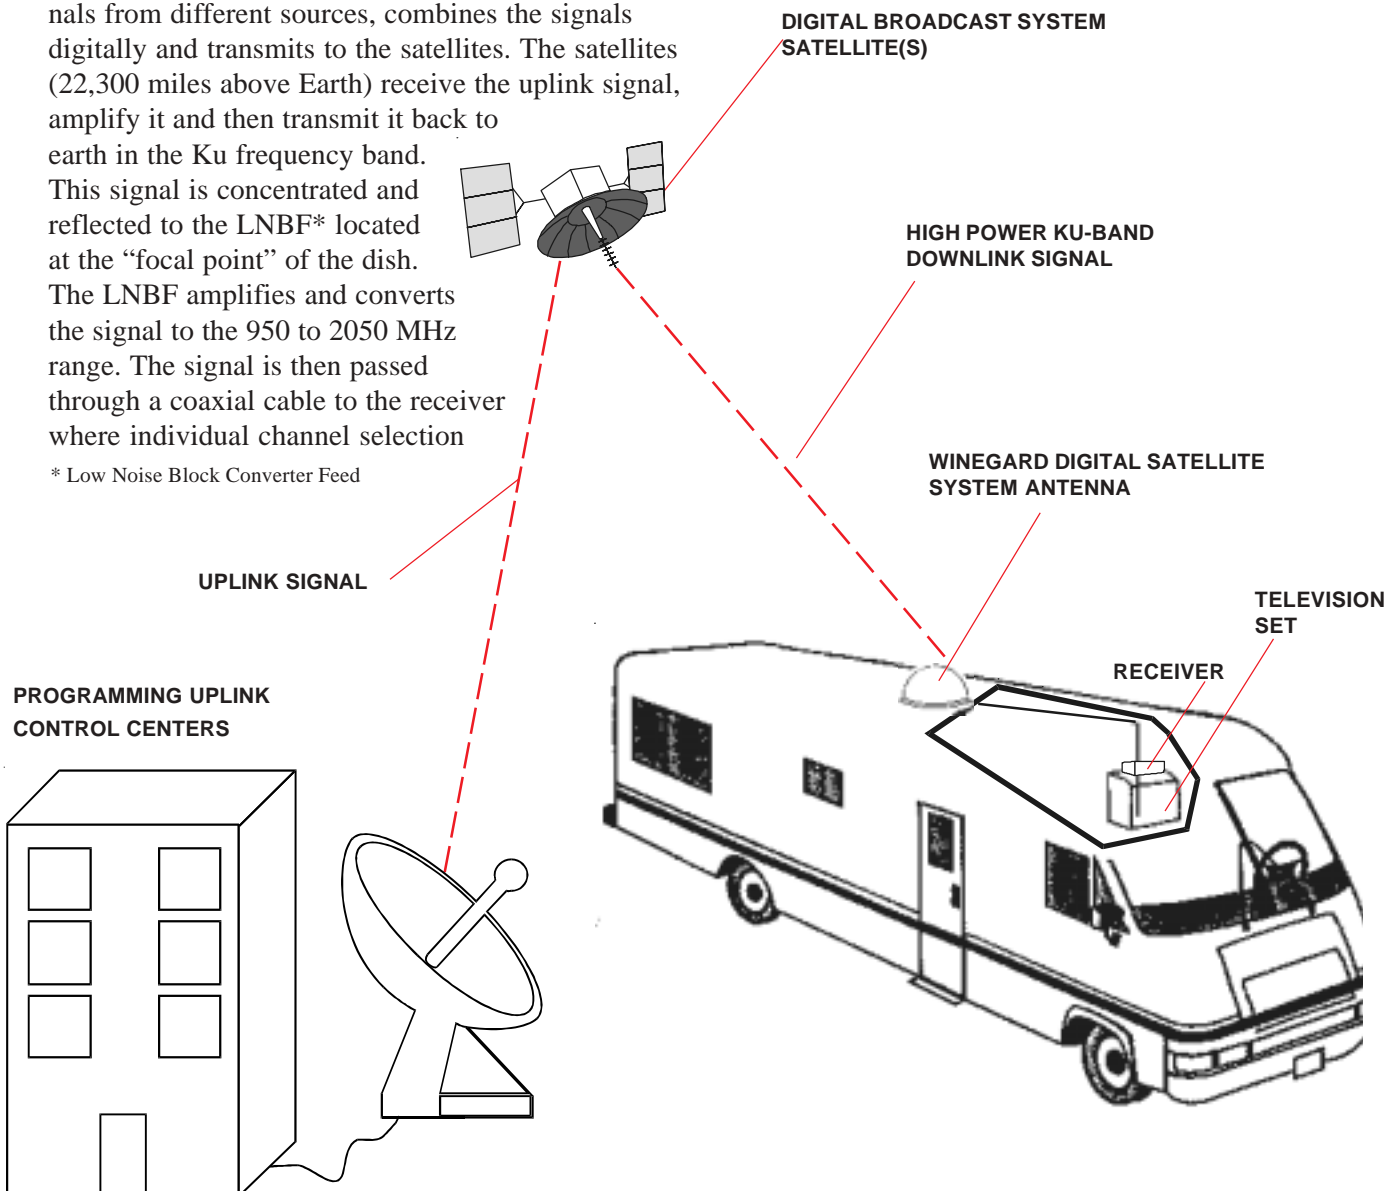 nals from different sources, combines the signals
digitally and transmits to the satellites. The satellites
(22,300 miles above Earth) receive the uplink signal,
amplify it and then transmit it back to
earth in the Ku frequency band.
This signal is concentrated and
reflected to the LNBF* located
at the “focal point” of the dish.
The LNBF amplifies and converts
the signal to the 950 to 2050 MHz
range. The signal is then passed
through a coaxial cable to the receiver
where individual channel selection
* Low Noise Block Converter Feed
DIGITAL BROADCAST SYSTEM
SATELLITE(S)
HIGH POWER KU-BAND
DOWNLINK SIGNAL
WINEGARD DIGITAL SATELLITE
SYSTEM ANTENNA
UPLINK SIGNAL
TELEVISION
SET
RECEIVER
PROGRAMMING UPLINK
CONTROL CENTERS